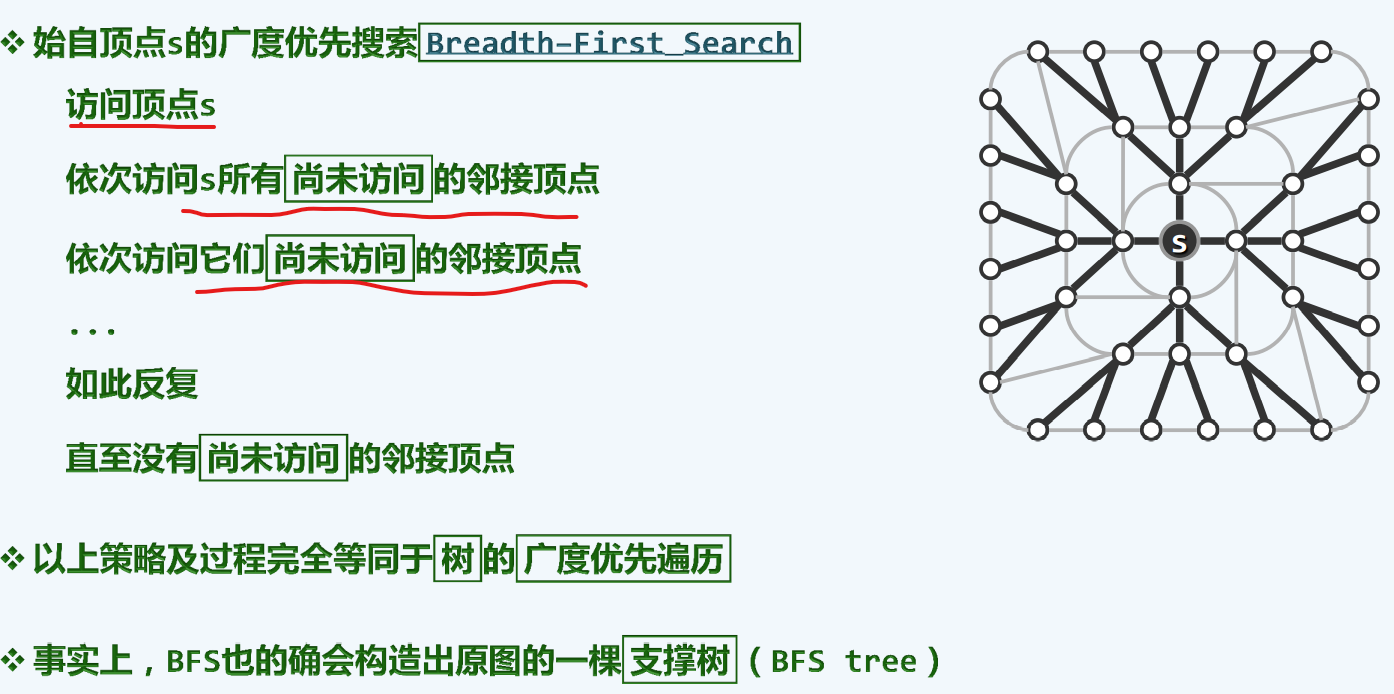 ❖ 始自顶点s的广度优先搜索 Breadth-First_Search
访问顶点s
依次访问s所有 尚未访问 的邻接顶点
依次访问它们 尚未访问 的邻接顶点
...
如此反复
直至没有 尚未访问 的邻接顶点
❖ 以上策略及过程完全等同于 树 的 广度优先遍历
❖ 事实上，BFS也的确会构造出原图的一棵 支撑树（BFS tree）
s